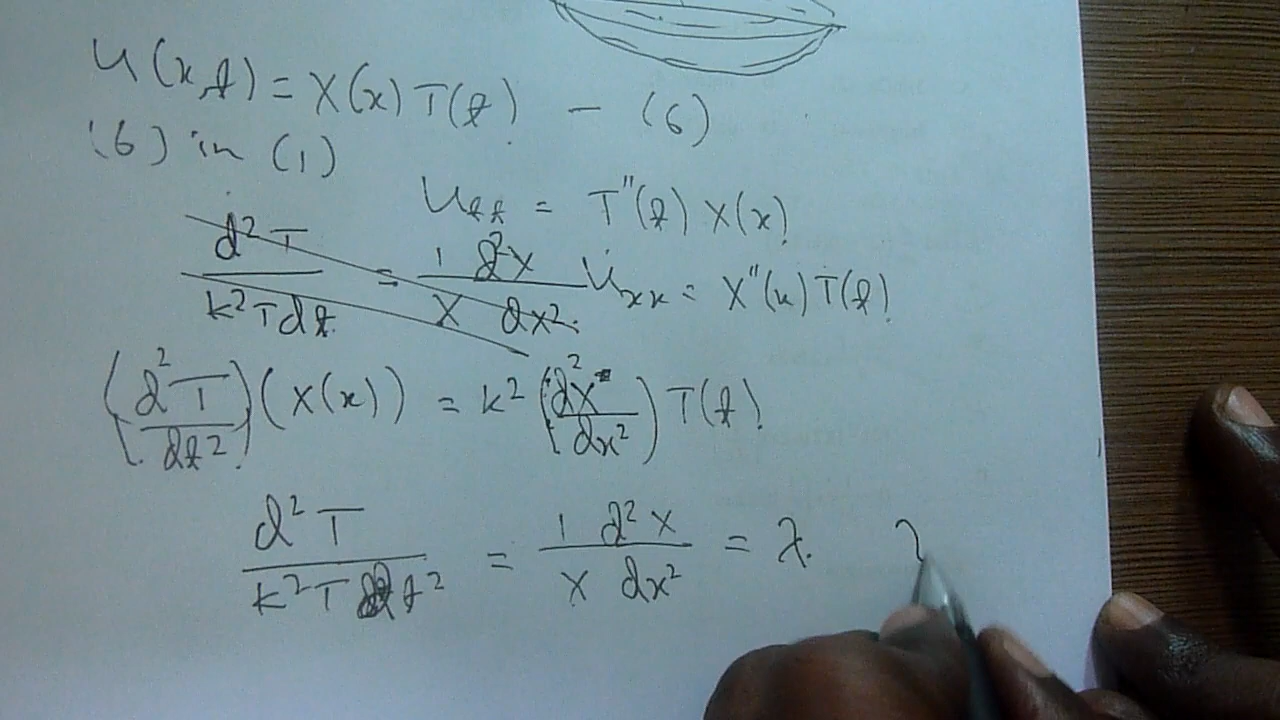 u(x,t) = X(x) T(t) — (6)
(6) in (1)
u_tt = T''(t) X(x)
d²T / k²T dt = 1 d²X / X dx²
u_xx = X''(x) T(t)
(d²T / dt²)(X(x)) = k² (d²X / dx²) T(t)
d²T / k²T dt² = 1 d²X / X dx² = λ